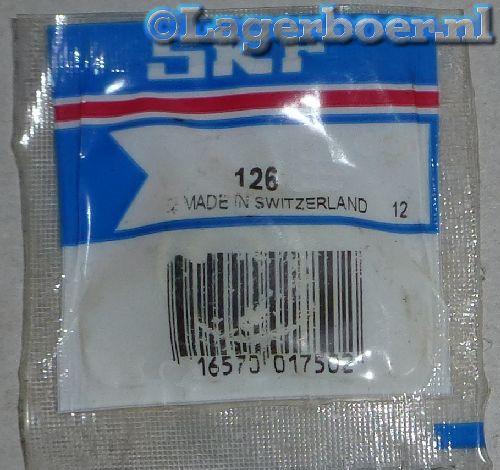 ©Lagerboer.nl
SKF
126
MADE IN SWITZERLAND 12
16570 017502